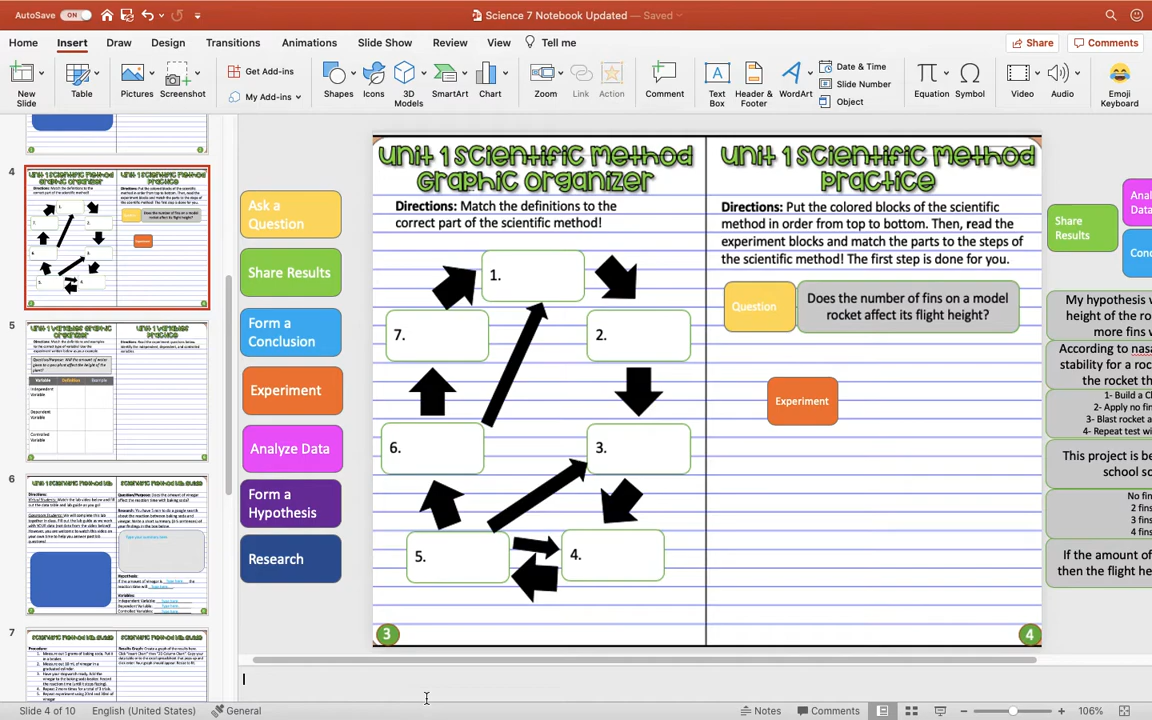 AutoSave ON Science 7 Notebook Updated — Saved
Home Insert Draw Design Transitions Animations Slide Show Review View Tell me Share Comments
New Slide
Table
Pictures
Screenshot
Get Add-ins
My Add-ins
Shapes
Icons
3D Models
SmartArt
Chart
Zoom
Link
Action
Comment
Text Box
Header & Footer
WordArt
Date & Time
Slide Number
Object
Equation
Symbol
Video
Audio
Emoji Keyboard
4
5
6
7
Ask a
Question
Share Results
Form a
Conclusion
Experiment
Analyze Data
Form a
Hypothesis
Research
Unit 1 Scientific Method
Graphic Organizer
Directions: Match the definitions to the
correct part of the scientific method!
1.
2.
3.
4.
5.
6.
7.
3
Unit 1 Scientific Method
Practice
Directions: Put the colored blocks of the scientific
method in order from top to bottom. Then, read the
experiment blocks and match the parts to the steps of
the scientific method! The first step is done for you.
Question
Does the number of fins on a model
rocket affect its flight height?
Experiment
4
Share
Results
Ana
Data
Conc
My hypothesis w
height of the ro
more fins w
According to nasa
stability for a roc
the rocket th
1- Build a Cl
2- Apply no fin
3- Blast rocket a
4- Repeat test wi
This project is be
school sc
No fin
2 fins
3 fins
4 fins
If the amount of
then the flight he
Slide 4 of 10 English (United States) General Notes Comments 106%